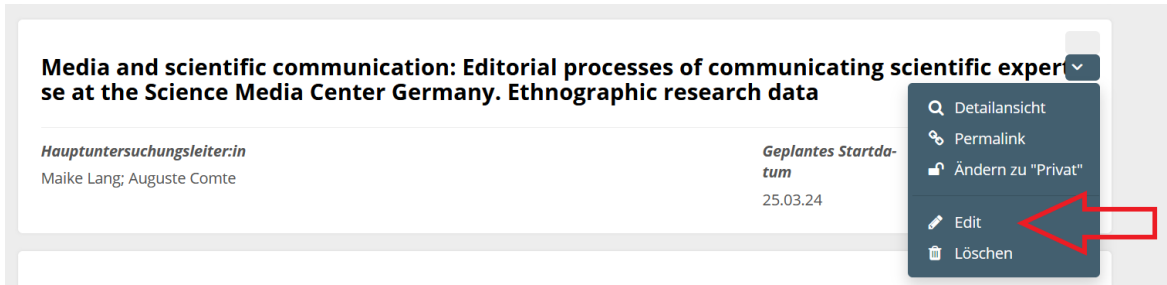 Media and scientific communication: Editorial processes of communicating scientific expert
se at the Science Media Center Germany. Ethnographic research data
Hauptuntersuchungsleiter:in
Maike Lang; Auguste Comte
Geplantes Startda-
tum
25.03.24
Detailansicht
Permalink
Ändern zu "Privat"
Edit
Löschen